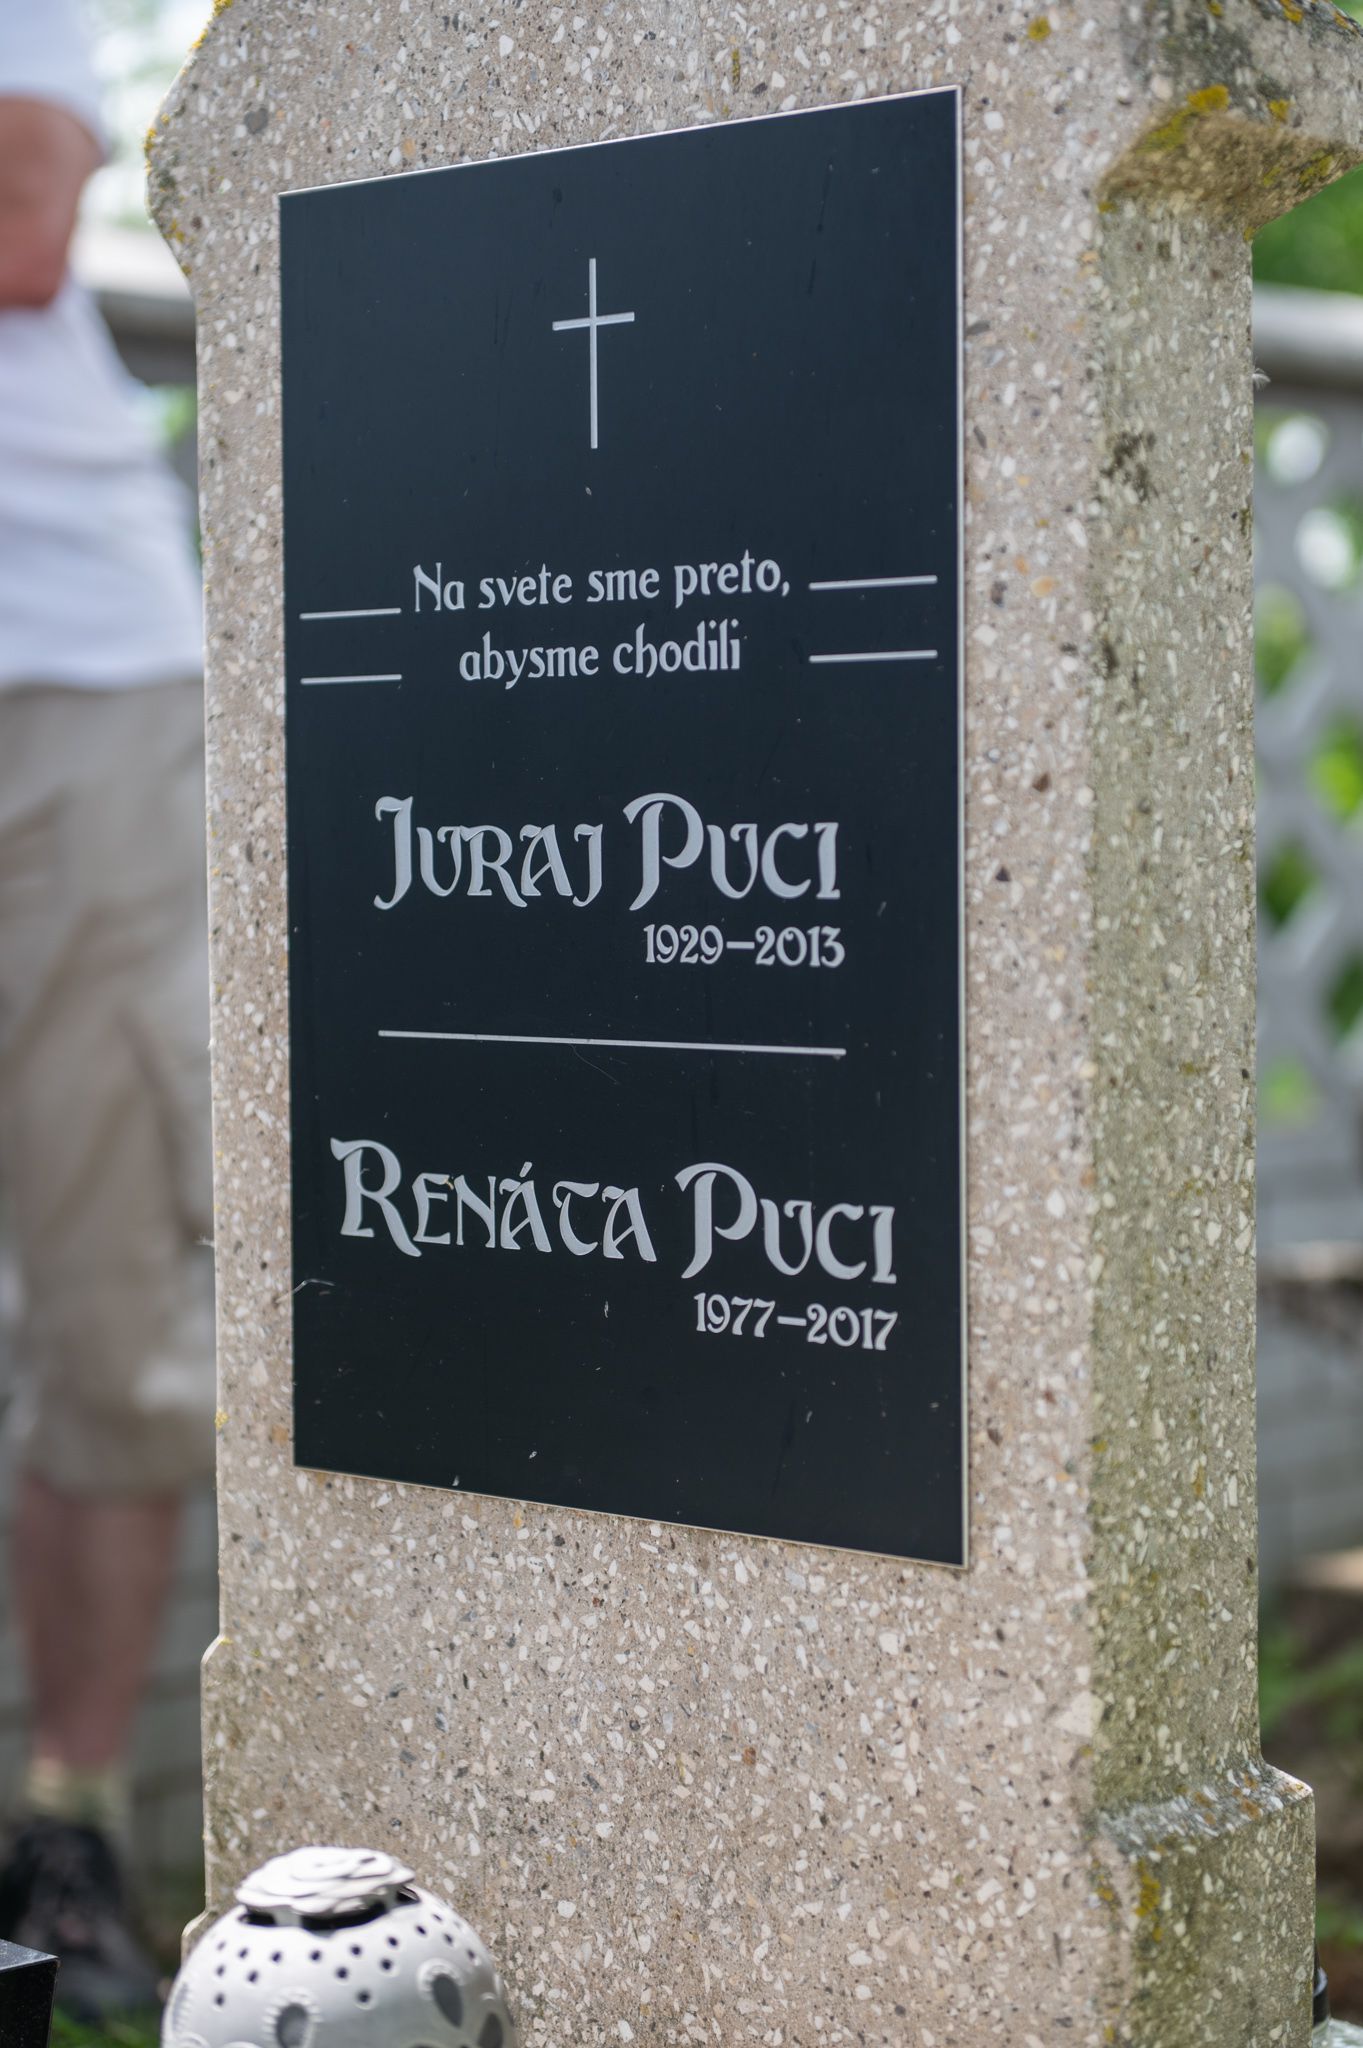 Na svete sme preto,
abysme chodili
JURAJ PUCI
1929–2013
RENÁTA PUCI
1977–2017